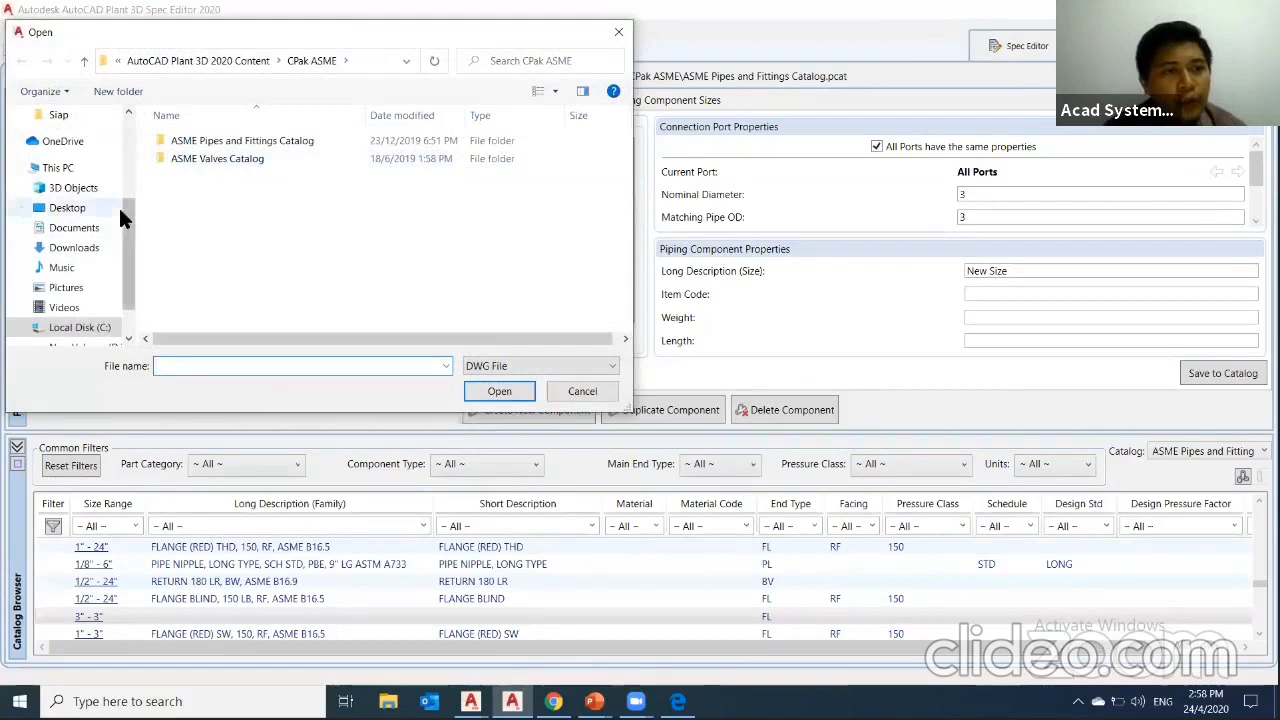 Autodesk AutoCAD Plant 3D Spec Editor 2020
Open
« AutoCAD Plant 3D 2020 Content > CPak ASME >
Search CPak ASME
Spec Editor
Organize
New folder
CPak ASME\ASME Pipes and Fittings Catalog.pcat
Acad System...
Name
Date modified
Type
Size
ASME Pipes and Fittings Catalog 23/12/2019 6:51 PM File folder
ASME Valves Catalog 18/6/2019 1:58 PM File folder
Siap
OneDrive
This PC
3D Objects
Desktop
Documents
Downloads
Music
Pictures
Videos
Local Disk (C:)
File name:
DWG File
Open
Cancel
ng Component Sizes
Connection Port Properties
All Ports have the same properties
Current Port: All Ports
Nominal Diameter: 3
Matching Pipe OD: 3
Piping Component Properties
Long Description (Size): New Size
Item Code:
Weight:
Length:
Save to Catalog
Duplicate Component
Delete Component
Common Filters
Catalog: ASME Pipes and Fitting
Reset Filters
Part Category: ~ All ~
Component Type: ~ All ~
Main End Type: ~ All ~
Pressure Class: ~ All ~
Units: ~ All ~
Filter Size Range Long Description (Family) Short Description Material Material Code End Type Facing Pressure Class Schedule Design Std Design Pressure Factor
~ All ~ ~ All ~ ~ All ~ ~ All ~ ~ All ~ ~ All ~ ~ All ~ ~ All ~ ~ All ~ ~ All ~ ~ All ~
1" - 24" FLANGE (RED) THD, 150, RF, ASME B16.5 FLANGE (RED) THD FL RF 150
1/8" - 6" PIPE NIPPLE, LONG TYPE, SCH STD, PBE, 9" LG ASTM A733 PIPE NIPPLE, LONG TYPE PL STD LONG
1/2" - 24" RETURN 180 LR, BW, ASME B16.9 RETURN 180 LR BV
1/2" - 24" FLANGE BLIND, 150 LB, RF, ASME B16.5 FLANGE BLIND FL RF 150
3" - 3" FL
1" - 3" FLANGE (RED) SW, 150, RF, ASME B16.5 FLANGE (RED) SW FL RF 150
Catalog Browser
Activate Windows
clideo.com
Type here to search
ENG
2:58 PM
24/4/2020